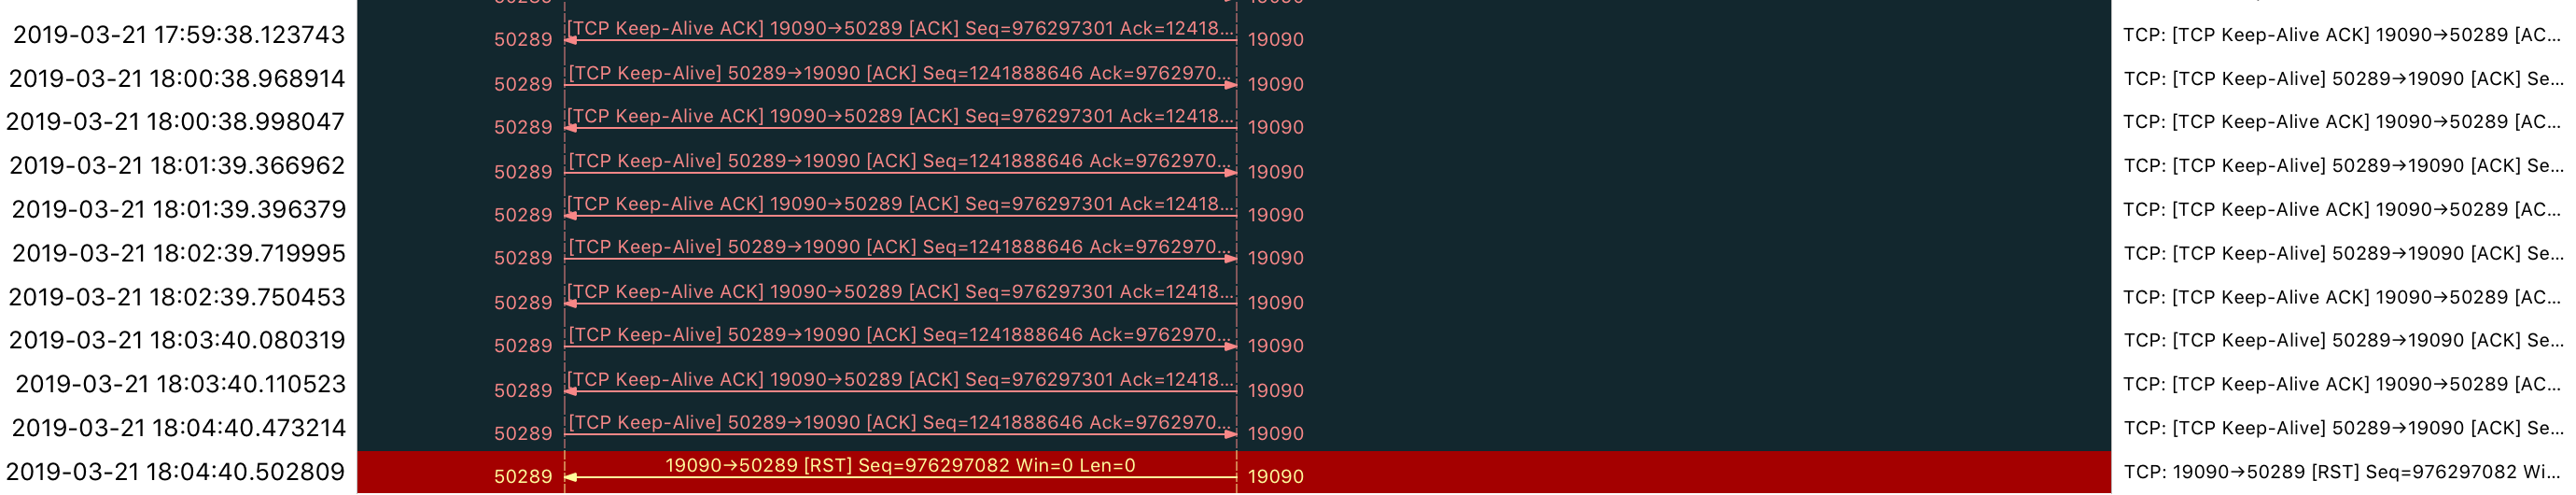 2019-03-21 17:59:38.123743 50289 [TCP Keep-Alive ACK] 19090→50289 [ACK] Seq=976297301 Ack=12418... 19090 TCP: [TCP Keep-Alive ACK] 19090→50289 [AC...
2019-03-21 18:00:38.968914 50289 [TCP Keep-Alive] 50289→19090 [ACK] Seq=1241888646 Ack=9762970... 19090 TCP: [TCP Keep-Alive] 50289→19090 [ACK] Se...
2019-03-21 18:00:38.998047 50289 [TCP Keep-Alive ACK] 19090→50289 [ACK] Seq=976297301 Ack=12418... 19090 TCP: [TCP Keep-Alive ACK] 19090→50289 [AC...
2019-03-21 18:01:39.366962 50289 [TCP Keep-Alive] 50289→19090 [ACK] Seq=1241888646 Ack=9762970... 19090 TCP: [TCP Keep-Alive] 50289→19090 [ACK] Se...
2019-03-21 18:01:39.396379 50289 [TCP Keep-Alive ACK] 19090→50289 [ACK] Seq=976297301 Ack=12418... 19090 TCP: [TCP Keep-Alive ACK] 19090→50289 [AC...
2019-03-21 18:02:39.719995 50289 [TCP Keep-Alive] 50289→19090 [ACK] Seq=1241888646 Ack=9762970... 19090 TCP: [TCP Keep-Alive] 50289→19090 [ACK] Se...
2019-03-21 18:02:39.750453 50289 [TCP Keep-Alive ACK] 19090→50289 [ACK] Seq=976297301 Ack=12418... 19090 TCP: [TCP Keep-Alive ACK] 19090→50289 [AC...
2019-03-21 18:03:40.080319 50289 [TCP Keep-Alive] 50289→19090 [ACK] Seq=1241888646 Ack=9762970... 19090 TCP: [TCP Keep-Alive] 50289→19090 [ACK] Se...
2019-03-21 18:03:40.110523 50289 [TCP Keep-Alive ACK] 19090→50289 [ACK] Seq=976297301 Ack=12418... 19090 TCP: [TCP Keep-Alive ACK] 19090→50289 [AC...
2019-03-21 18:04:40.473214 50289 [TCP Keep-Alive] 50289→19090 [ACK] Seq=1241888646 Ack=9762970... 19090 TCP: [TCP Keep-Alive] 50289→19090 [ACK] Se...
2019-03-21 18:04:40.502809 50289 19090→50289 [RST] Seq=976297082 Win=0 Len=0 19090 TCP: 19090→50289 [RST] Seq=976297082 Wi...